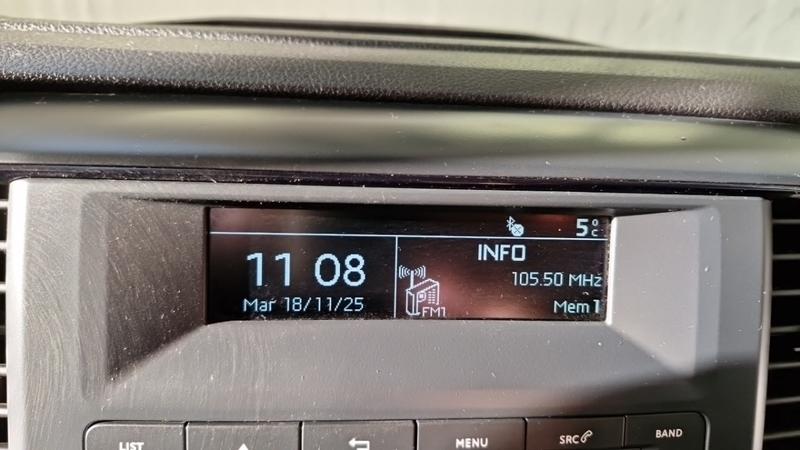 5°C
11 08
Mar 18/11/25
INFO
105.50 MHz
FM1
Mem 1
LIST
MENU
SRC
BAND